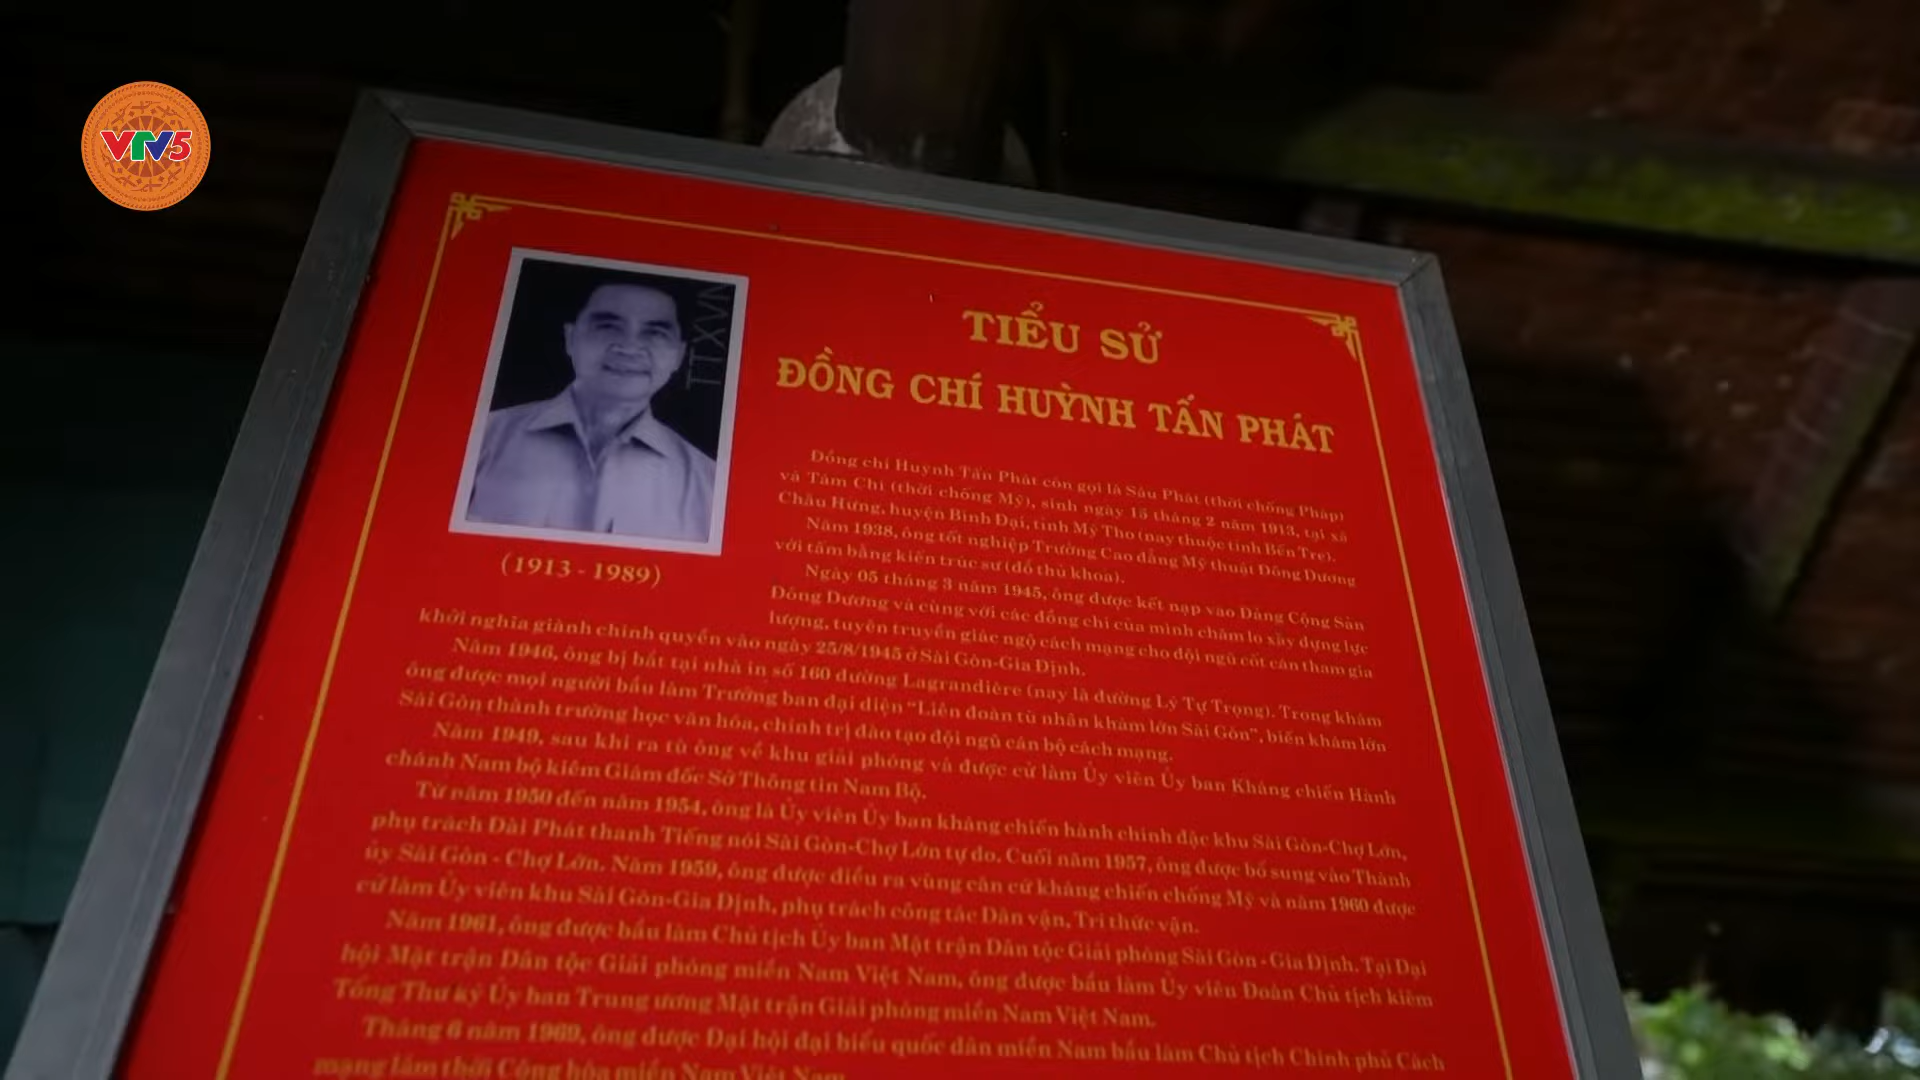 VTV5
TTXVN
TIỂU SỬ
ĐỒNG CHÍ HUỲNH TẤN PHÁT
(1913 - 1989)
Đồng chí Huỳnh Tấn Phát còn gọi là Sáu Phát (thời chống Pháp)
và Tám Chí (thời chống Mỹ), sinh ngày 15 tháng 2 năm 1913, tại xã
Châu Hưng, huyện Bình Đại, tỉnh Mỹ Tho (nay thuộc tỉnh Bến Tre).
Năm 1938, ông tốt nghiệp Trường Cao đẳng Mỹ thuật Đông Dương
với tấm bằng kiến trúc sư (đỗ thủ khoa).
Ngày 05 tháng 3 năm 1945, ông được kết nạp vào Đảng Cộng Sản
Đông Dương và cùng với các đồng chí của mình chăm lo xây dựng lực
lượng, tuyên truyền giác ngộ cách mạng cho đội ngũ cốt cán tham gia
khởi nghĩa giành chính quyền vào ngày 25/8/1945 ở Sài Gòn-Gia Định.
Năm 1946, ông bị bắt tại nhà in số 160 đường Lagrandière (nay là đường Lý Tự Trọng). Trong khám
ông được mọi người bầu làm Trưởng ban đại diện “Liên đoàn tù nhân khám lớn Sài Gòn”, biến khám lớn
Sài Gòn thành trường học văn hóa, chính trị đào tạo đội ngũ cán bộ cách mạng.
Năm 1949, sau khi ra tù ông về khu giải phóng và được cử làm Ủy viên Ủy ban Kháng chiến Hành
chánh Nam bộ kiêm Giám đốc Sở Thông tin Nam Bộ.
Từ năm 1950 đến năm 1954, ông là Ủy viên Ủy ban kháng chiến hành chính đặc khu Sài Gòn-Chợ Lớn,
phụ trách Đài Phát thanh Tiếng nói Sài Gòn-Chợ Lớn tự do. Cuối năm 1957, ông được bổ sung vào Thành
ủy Sài Gòn - Chợ Lớn. Năm 1959, ông được điều ra vùng căn cứ kháng chiến chống Mỹ và năm 1960 được
cử làm Ủy viên khu Sài Gòn-Gia Định, phụ trách công tác Dân vận, Trí thức vận.
Năm 1961, ông được bầu làm Chủ tịch Ủy ban Mặt trận Dân tộc Giải phóng Sài Gòn - Gia Định. Tại Đại
hội Mặt trận Dân tộc Giải phóng miền Nam Việt Nam, ông được bầu làm Ủy viên Đoàn Chủ tịch kiêm
Tổng Thư ký Ủy ban Trung ương Mặt trận Giải phóng miền Nam Việt Nam.
Tháng 6 năm 1969, ông được Đại hội đại biểu quốc dân miền Nam bầu làm Chủ tịch Chính phủ Cách
mạng lâm thời Cộng hòa miền Nam Việt Nam